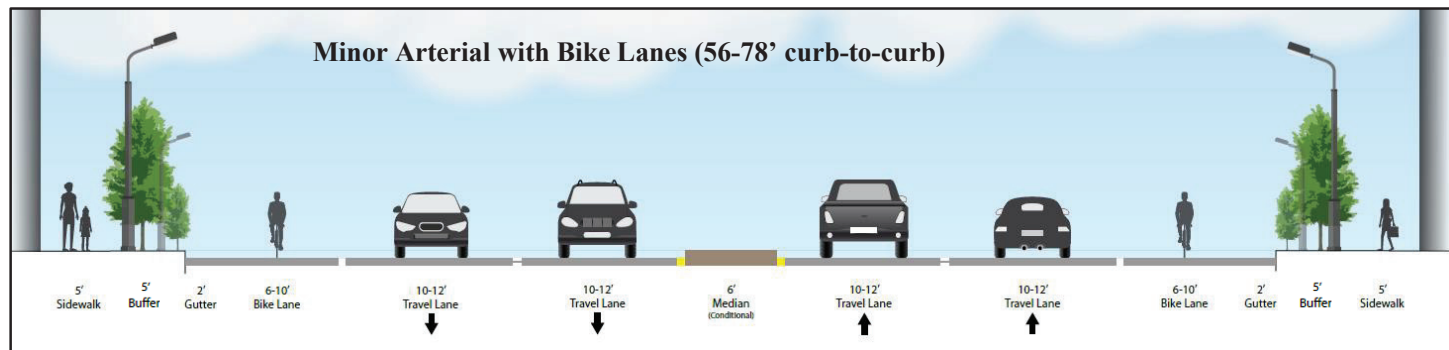 Minor Arterial with Bike Lanes (56-78’ curb-to-curb)
5’
Sidewalk
5’
Buffer
2’
Gutter
6-10’
Bike Lane
10-12’
Travel Lane
10-12’
Travel Lane
6’
Median
(Conditional)
10-12’
Travel Lane
10-12’
Travel Lane
6-10’
Bike Lane
2’
Gutter
5’
Buffer
5’
Sidewalk